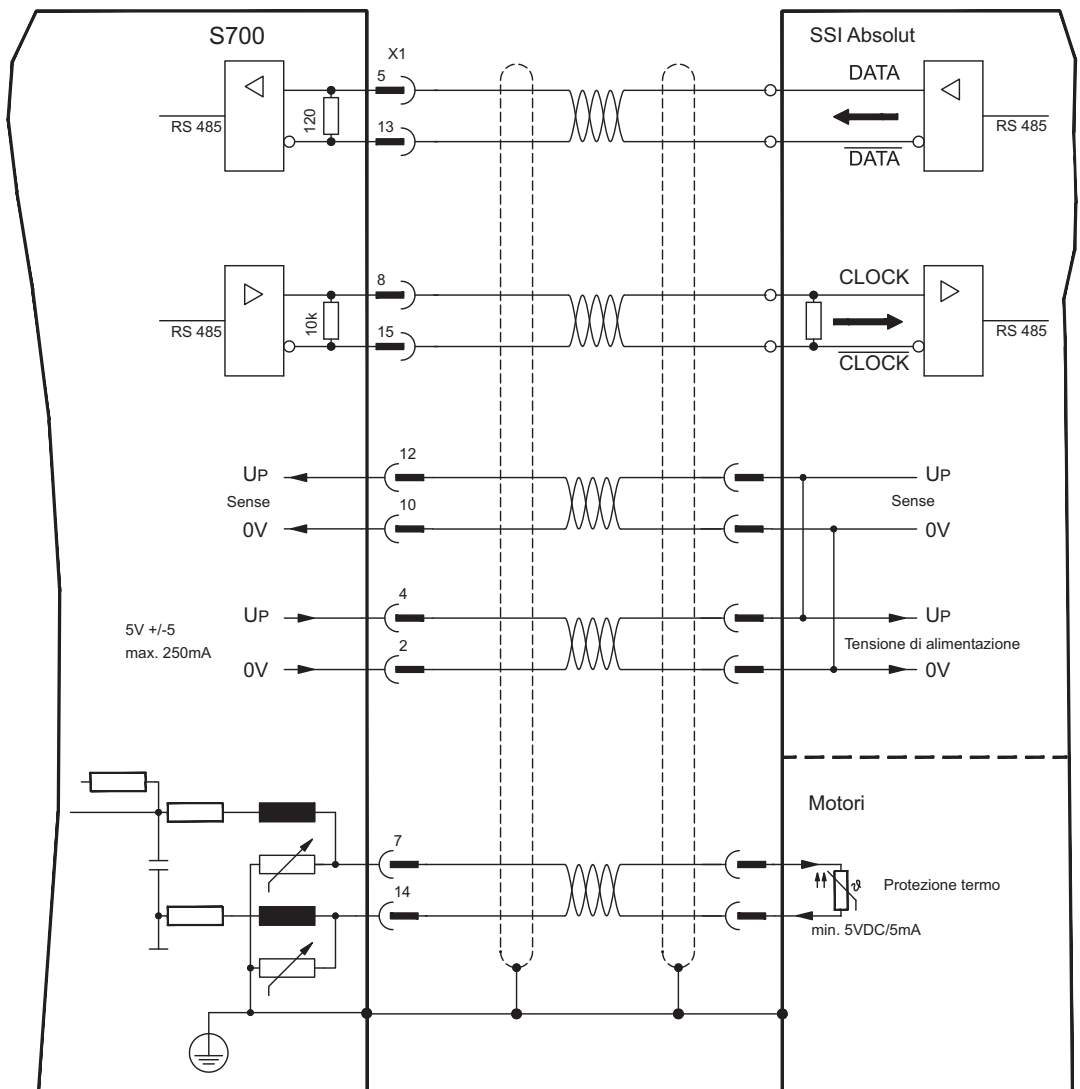 S700
SSI Absolut
X1
5
DATA
RS 485
120
RS 485
13
DATA
8
CLOCK
RS 485
10k
RS 485
15
CLOCK
12
UP
UP
Sense
Sense
10
0V
0V
4
UP
UP
5V +/-5
max. 250mA
Tensione di alimentazione
2
0V
0V
Motori
7
ϑ
Protezione termo
14
min. 5VDC/5mA